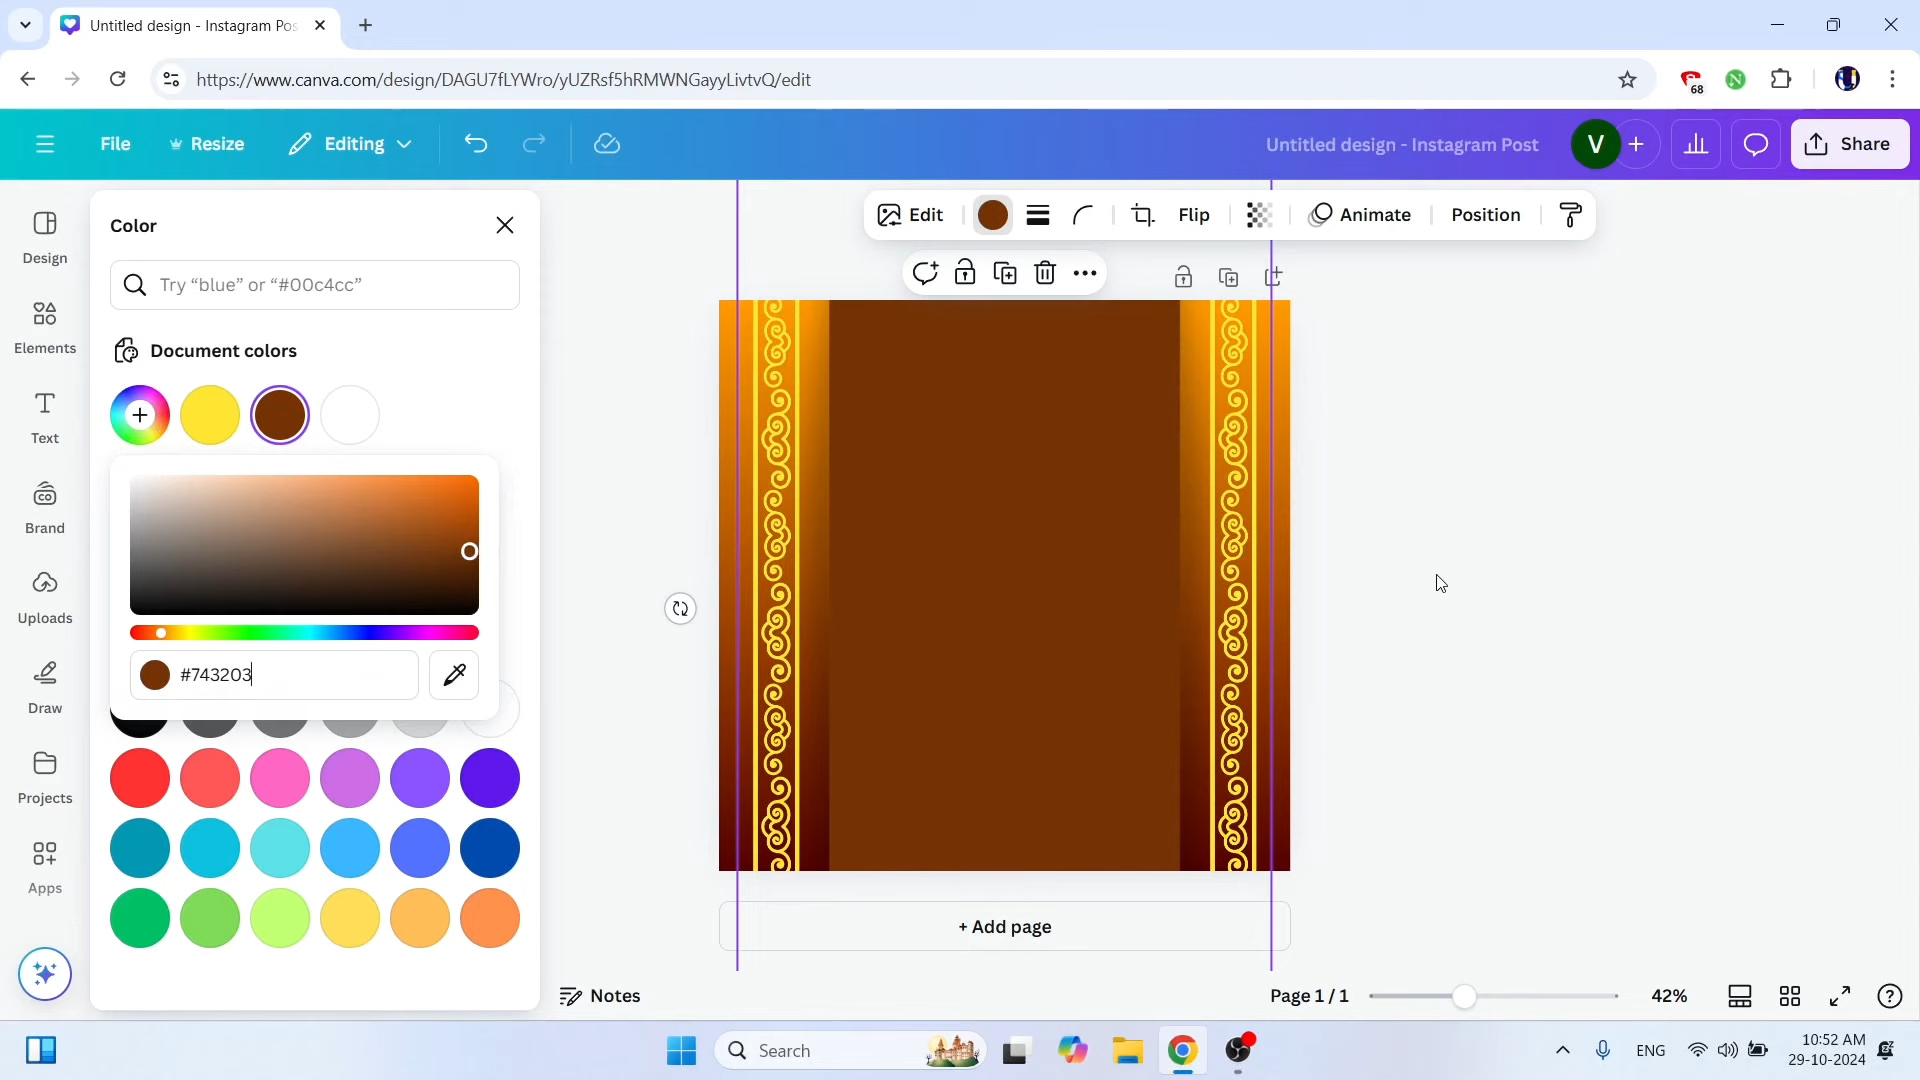 Untitled design - Instagram Pos
https://www.canva.com/design/DAGU7fLYWro/yUZRsf5hRMWNGayyLivtvQ/edit
68
File
Resize
Editing
Untitled design - Instagram Post
V
Share
Design
Elements
Text
Brand
Uploads
Draw
Projects
Apps
Color
Try “blue” or “#00c4cc”
Document colors
#743203
Edit
Flip
Animate
Position
+ Add page
Notes
Page 1 / 1
42%
Search
ENG
10:52 AM
29-10-2024